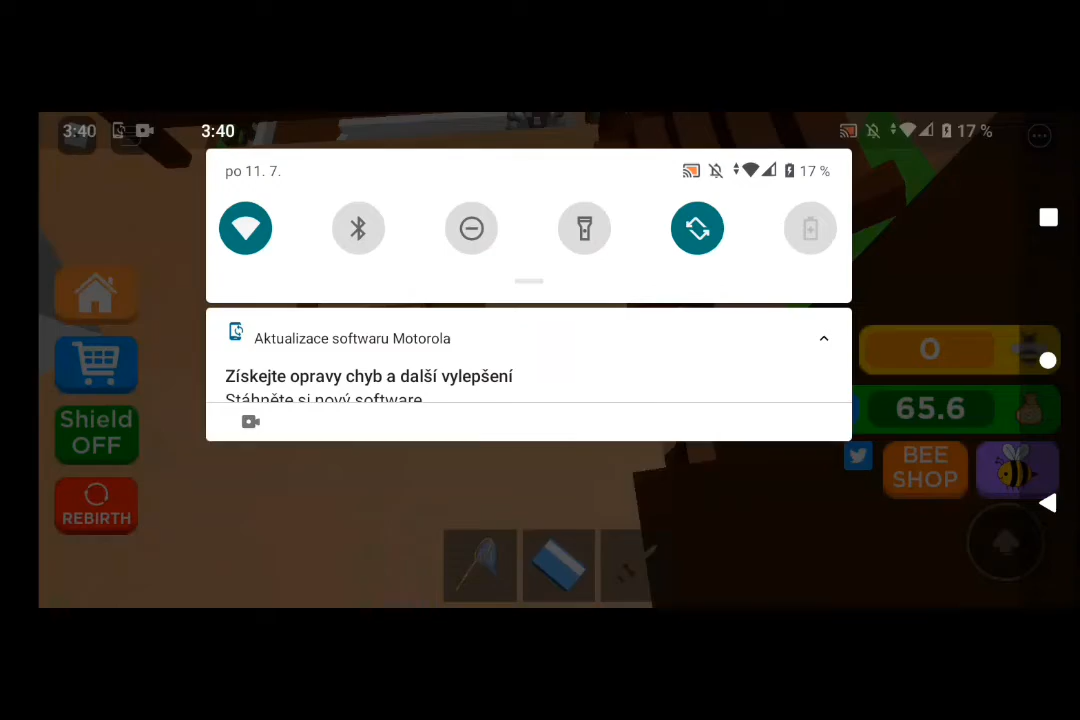 3:40
3:40
17 %
po 11. 7.
17 %
Aktualizace softwaru Motorola
Získejte opravy chyb a další vylepšení
Stáhněte si nový software
0
Shield
OFF
65.6
BEE
SHOP
REBIRTH